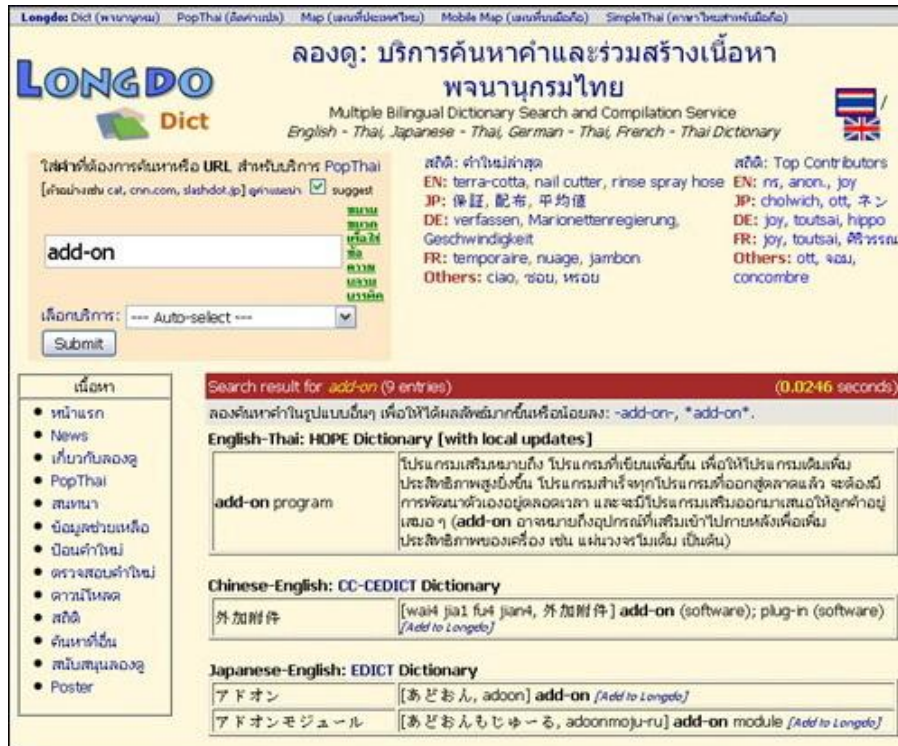 Longdo: Dict (พจนานุกรม) PopThai (ลิงค์แปล) Map (แผนที่ประเทศไทย) Mobile Map (แผนที่บนมือถือ) SimpleThai (ภาษาไทยสำหรับมือถือ)
LONGDO
Dict
ลองดู: บริการค้นหาคำและร่วมสร้างเนื้อหา
พจนานุกรมไทย
Multiple Bilingual Dictionary Search and Compilation Service
English - Thai, Japanese - Thai, German - Thai, French - Thai Dictionary
/
ใส่คำที่ต้องการค้นหาหรือ URL สำหรับบริการ PopThai
[ตัวอย่างเช่น cat, cnn.com, slashdot.jp] ดูคำแนะนำ suggest
add-on
เลือกบริการ: --- Auto-select ---
Submit
สถิติ: คำใหม่ล่าสุด
EN: terra-cotta, nail cutter, rinse spray hose
JP: 保証, 配布, 平均値
DE: verfassen, Marionettenregierung,
Geschwindigkeit
FR: temporaire, nuage, jambon
Others: ciao, ซอบ, หรอบ
สถิติ: Top Contributors
EN: ns, anon., joy
JP: cholwich, ott, ネン
DE: joy, toutsai, hippo
FR: joy, toutsai, ศิริวรรณ
Others: ott, จอม,
concombre
เนื้อหา
หน้าแรก
News
เกี่ยวกับลองดู
PopThai
สนทนา
ข้อมูลช่วยเหลือ
ป้อนคำใหม่
ตรวจสอบคำใหม่
ดาวน์โหลด
สถิติ
ค้นหาที่อื่น
สนับสนุนลองดู
Poster
Search result for add-on (9 entries) (0.0246 seconds)
ลองค้นหาคำในรูปแบบอื่นๆ เพื่อให้ได้ผลลัพธ์มากขึ้นหรือน้อยลง: -add-on-, *add-on*.
English-Thai: HOPE Dictionary [with local updates]
add-on program
โปรแกรมเสริมหมายถึง โปรแกรมที่เขียนเพิ่มขึ้น เพื่อให้โปรแกรมเดิมเพิ่ม
ประสิทธิภาพสูงยิ่งขึ้น โปรแกรมสำเร็จทุกโปรแกรมที่ออกสู่ตลาดแล้ว จะต้องมี
การพัฒนาตัวเองอยู่ตลอดเวลา และจะมีโปรแกรมเสริมออกมาเสนอให้ลูกค้าอยู่
เสมอ ๆ (add-on อาจหมายถึงอุปกรณ์ที่เสริมเข้าไปภายหลังเพื่อเพิ่ม
ประสิทธิภาพของเครื่อง เช่น แผ่นวงจรโมเด็ม เป็นต้น)
Chinese-English: CC-CEDICT Dictionary
外加附件 [wai4 jia1 fu4 jian4, 外加附件] add-on (software); plug-in (software)
[Add to Longdo]
Japanese-English: EDICT Dictionary
アドオン [あどおん, adoon] add-on [Add to Longdo]
アドオンモジュール [あどおんもじゅーる, adoonmoju-ru] add-on module [Add to Longdo]